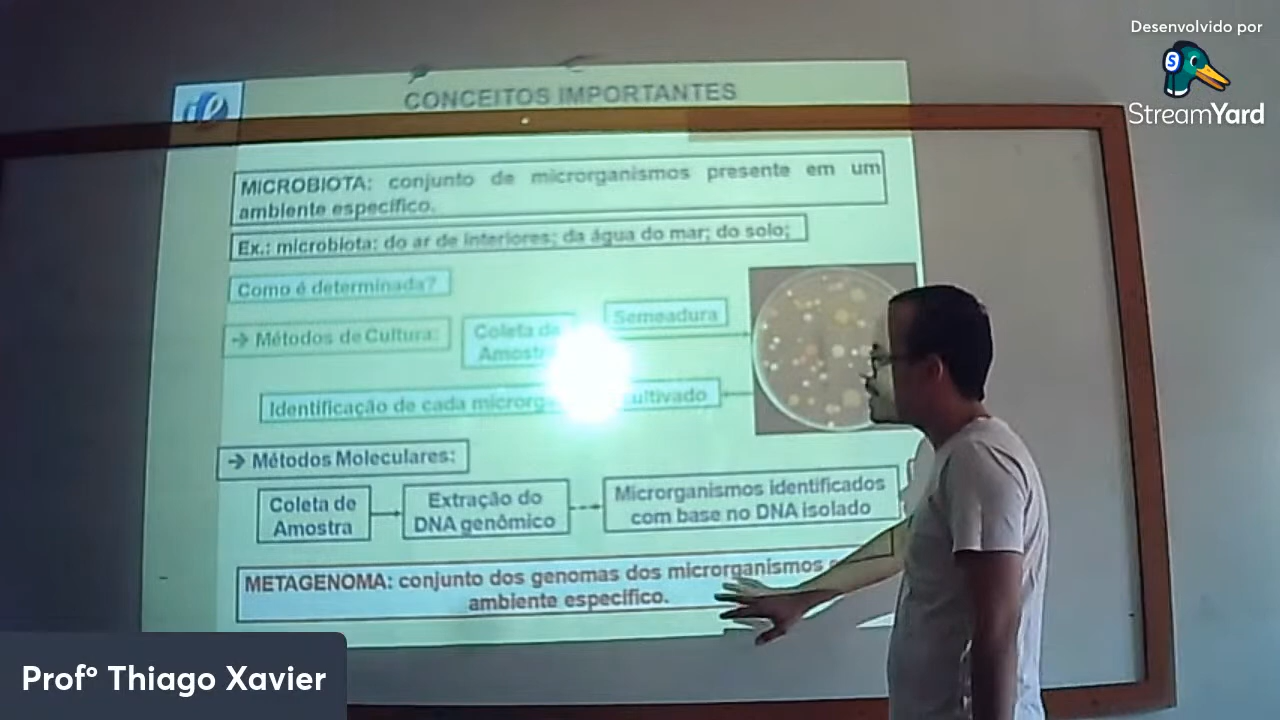 Desenvolvido por
StreamYard
CONCEITOS IMPORTANTES
MICROBIOTA: conjunto de microrganismos presente em um
ambiente específico.
Ex.: microbiota: do ar de interiores; da água do mar; do solo;
Como é determinada?
→ Métodos de Cultura:
Coleta de
Semeadura
Identificação de cada
→ Métodos Moleculares:
Coleta de
Amostra
Extração do
DNA genômico
Microrganismos identificados
com base no DNA isolado
METAGENOMA: conjunto dos genomas dos microrganismos
ambiente específico.
Profº Thiago Xavier